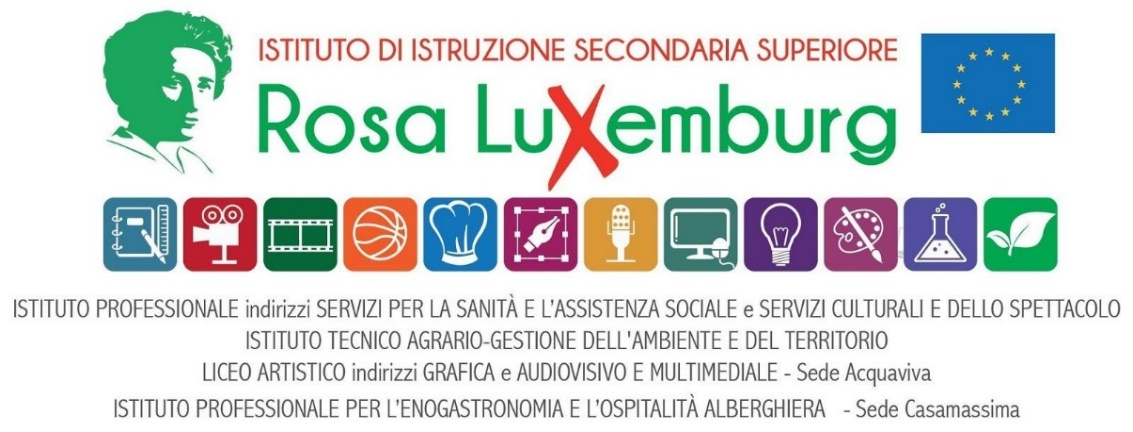 ISTITUTO DI ISTRUZIONE SECONDARIA SUPERIORE
Rosa LuXemburg
ISTITUTO PROFESSIONALE indirizzi SERVIZI PER LA SANITÀ E L'ASSISTENZA SOCIALE e SERVIZI CULTURALI E DELLO SPETTACOLO
ISTITUTO TECNICO AGRARIO-GESTIONE DELL'AMBIENTE E DEL TERRITORIO
LICEO ARTISTICO indirizzi GRAFICA e AUDIOVISIVO E MULTIMEDIALE - Sede Acquaviva
ISTITUTO PROFESSIONALE PER L'ENOGASTRONOMIA E L'OSPITALITÀ ALBERGHIERA - Sede Casamassima